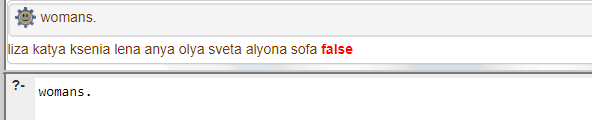 womans.
liza katya ksenia lena anya olya sveta alyona sofa false
?- womans.